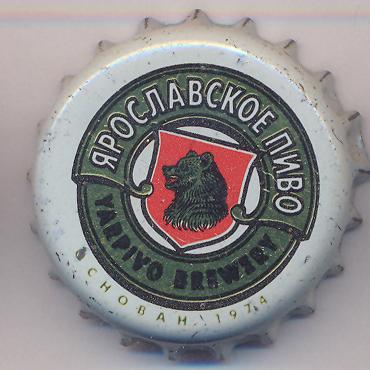 ЯРОСЛАВСКОЕ ПИВО
YARPIVO BREWERY
ОСНОВАН 1974